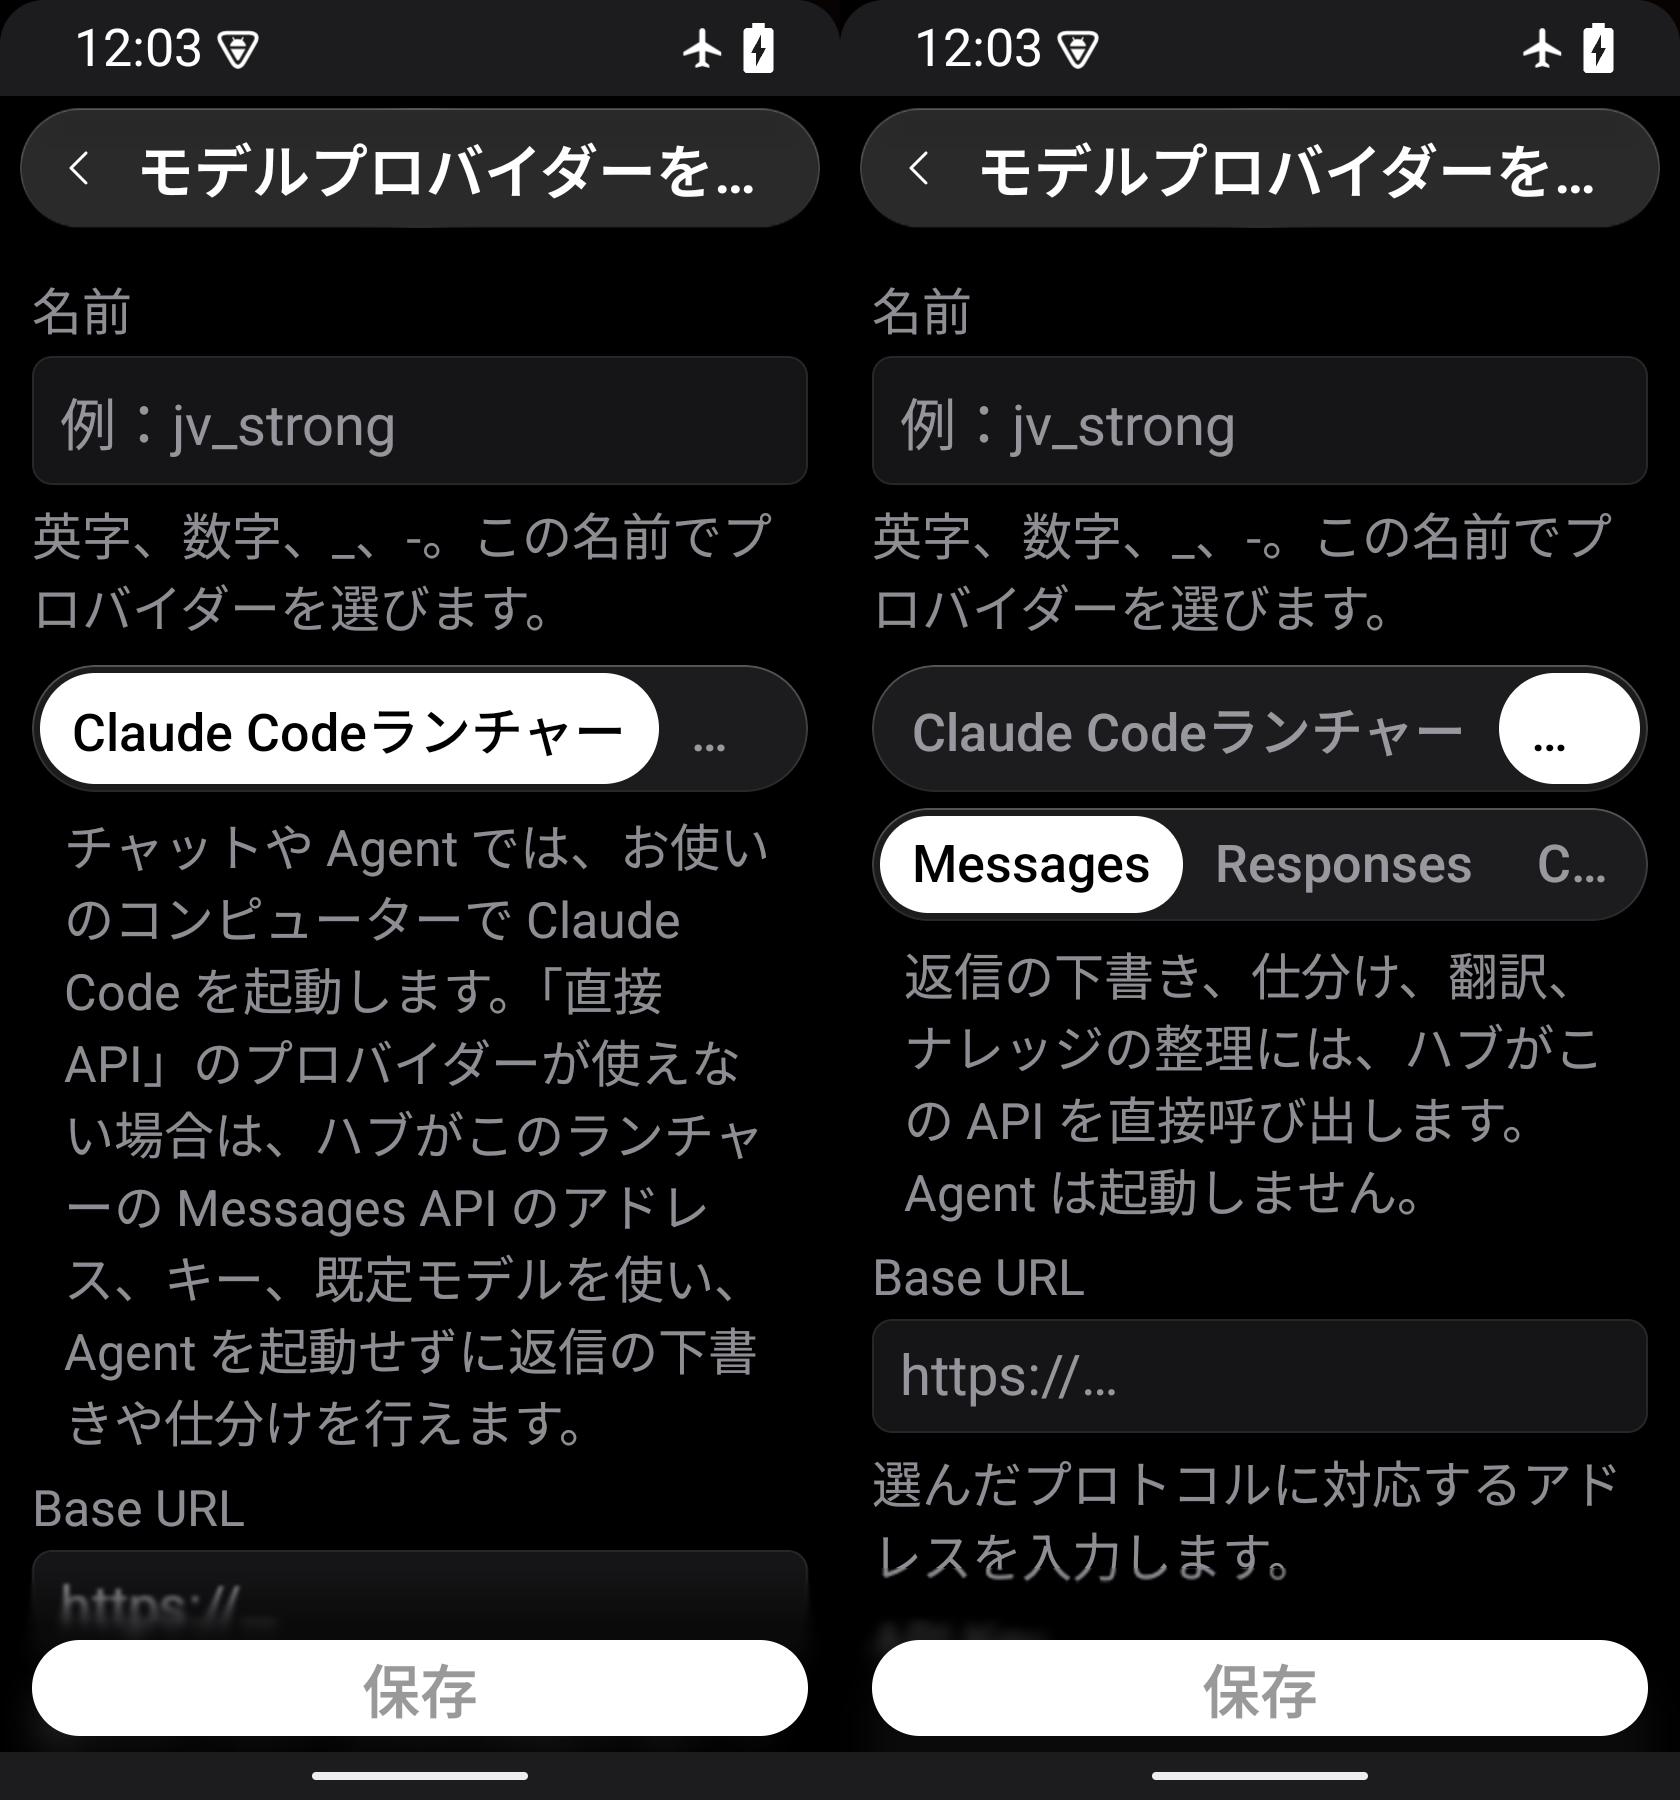 12:03
モデルプロバイダーを...
名前
例：jv_strong
英字、数字、_、-。この名前でプ
ロバイダーを選びます。
Claude Codeランチャー
...
チャットや Agent では、お使い
のコンピューターで Claude
Code を起動します。「直接
API」のプロバイダーが使えな
い場合は、ハブがこのランチャ
ーの Messages API のアドレ
ス、キー、既定モデルを使い、
Agent を起動せずに返信の下書
きや仕分けを行えます。
Base URL
https://...
保存
12:03
モデルプロバイダーを...
名前
例：jv_strong
英字、数字、_、-。この名前でプ
ロバイダーを選びます。
Claude Codeランチャー
...
Messages
Responses
C...
返信の下書き、仕分け、翻訳、
ナレッジの整理には、ハブがこ
の API を直接呼び出します。
Agent は起動しません。
Base URL
https://...
選んだプロトコルに対応するアド
レスを入力します。
保存